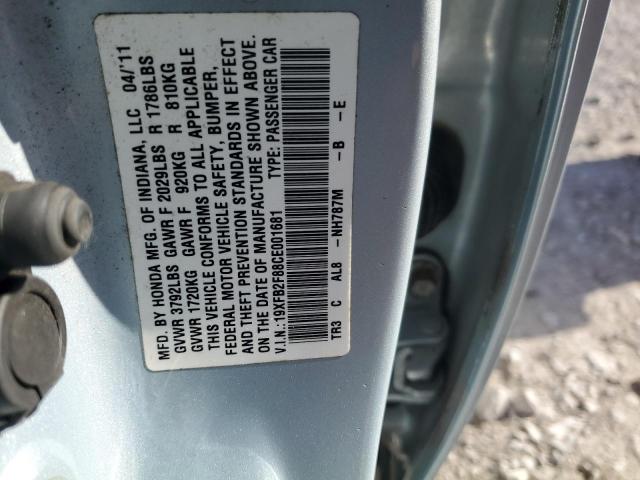 MFD. BY HONDA MFG. OF INDIANA, LLC 04/11
GVWR 3792LBS GAWR F 2029LBS R 1786LBS
GVWR 1720KG GAWR F 920KG R 810KG
THIS VEHICLE CONFORMS TO ALL APPLICABLE
FEDERAL MOTOR VEHICLE SAFETY, BUMPER,
AND THEFT PREVENTION STANDARDS IN EFFECT
ON THE DATE OF MANUFACTURE SHOWN ABOVE.
V.I.N.:19XFB2F88CE001681 TYPE: PASSENGER CAR
TR3 C AL8 -NH787M -B -E